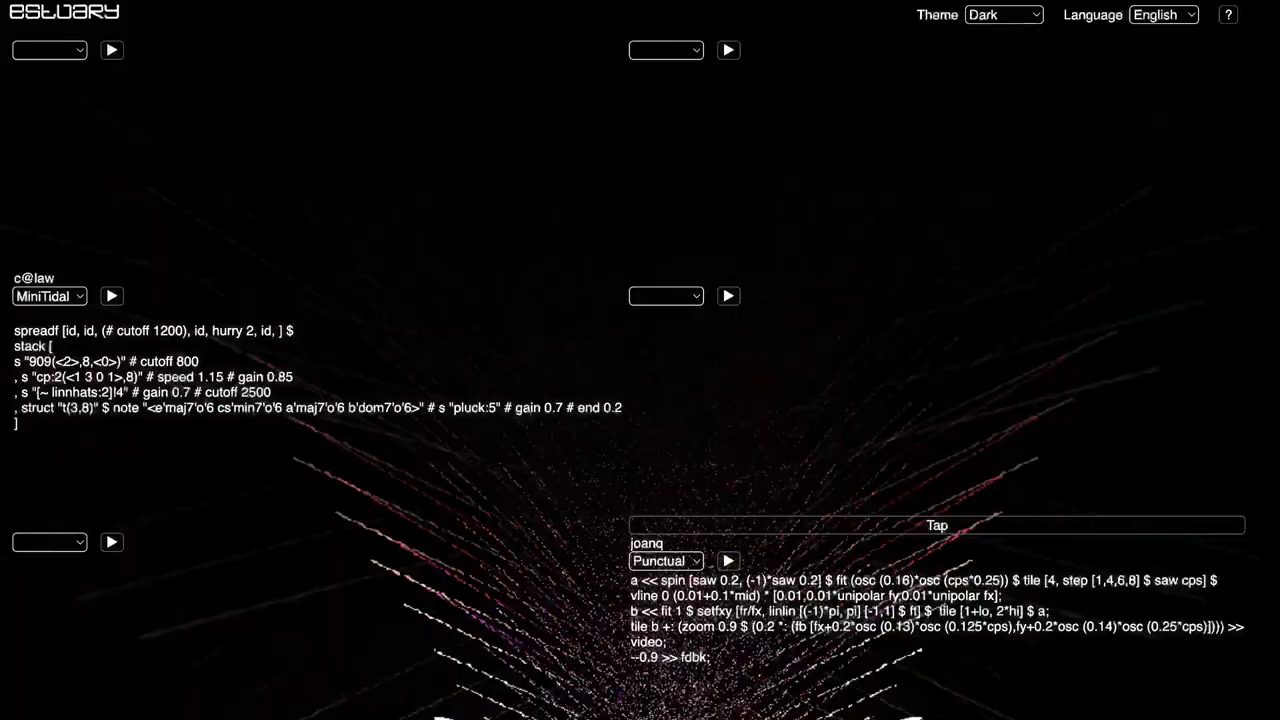 estuary
Theme Dark Language English ?
c@law
MiniTidal
spreadf [id, id, (# cutoff 1200), id, hurry 2, id, ] $
stack [
s "909(<2>,8,<0>)" # cutoff 800
, s "cp:2(<1 3 0 1>,8)" # speed 1.15 # gain 0.85
, s "[~ linnhats:2]!4" # gain 0.7 # cutoff 2500
, struct "t(3,8)" $ note "<e'maj7'o'6 cs'min7'o'6 a'maj7'o'6 b'dom7'o'6>" # s "pluck:5" # gain 0.7 # end 0.2
]
Tap
joanq
Punctual
a << spin [saw 0.2, (-1)*saw 0.2] $ fit (osc (0.16)*osc (cps*0.25)) $ tile [4, step [1,4,6,8] $ saw cps] $
vline 0 (0.01+0.1*mid) * [0.01,0.01*unipolar fy,0.01*unipolar fx];
b << fit 1 $ setfxy [fr/fx, linlin [(-1)*pi, pi] [-1,1] $ ft] $ tile [1+lo, 2*hi] $ a;
tile b +: (zoom 0.9 $ (0.2 *: (fb [fx+0.2*osc (0.13)*osc (0.125*cps),fy+0.2*osc (0.14)*osc (0.25*cps)]))) >>
video;
--0.9 >> fdbk;